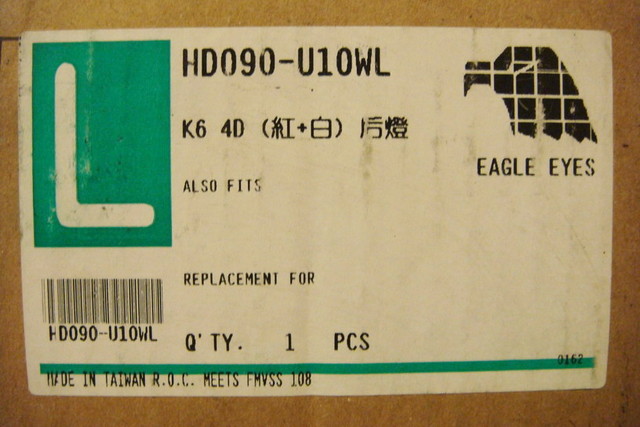 L
HD090-U10WL
K6 4D (紅+白) 后燈
EAGLE EYES
ALSO FITS
REPLACEMENT FOR
HD090-U10WL
Q'TY. 1 PCS
0162
MADE IN TAIWAN R.O.C. MEETS FMVSS 108